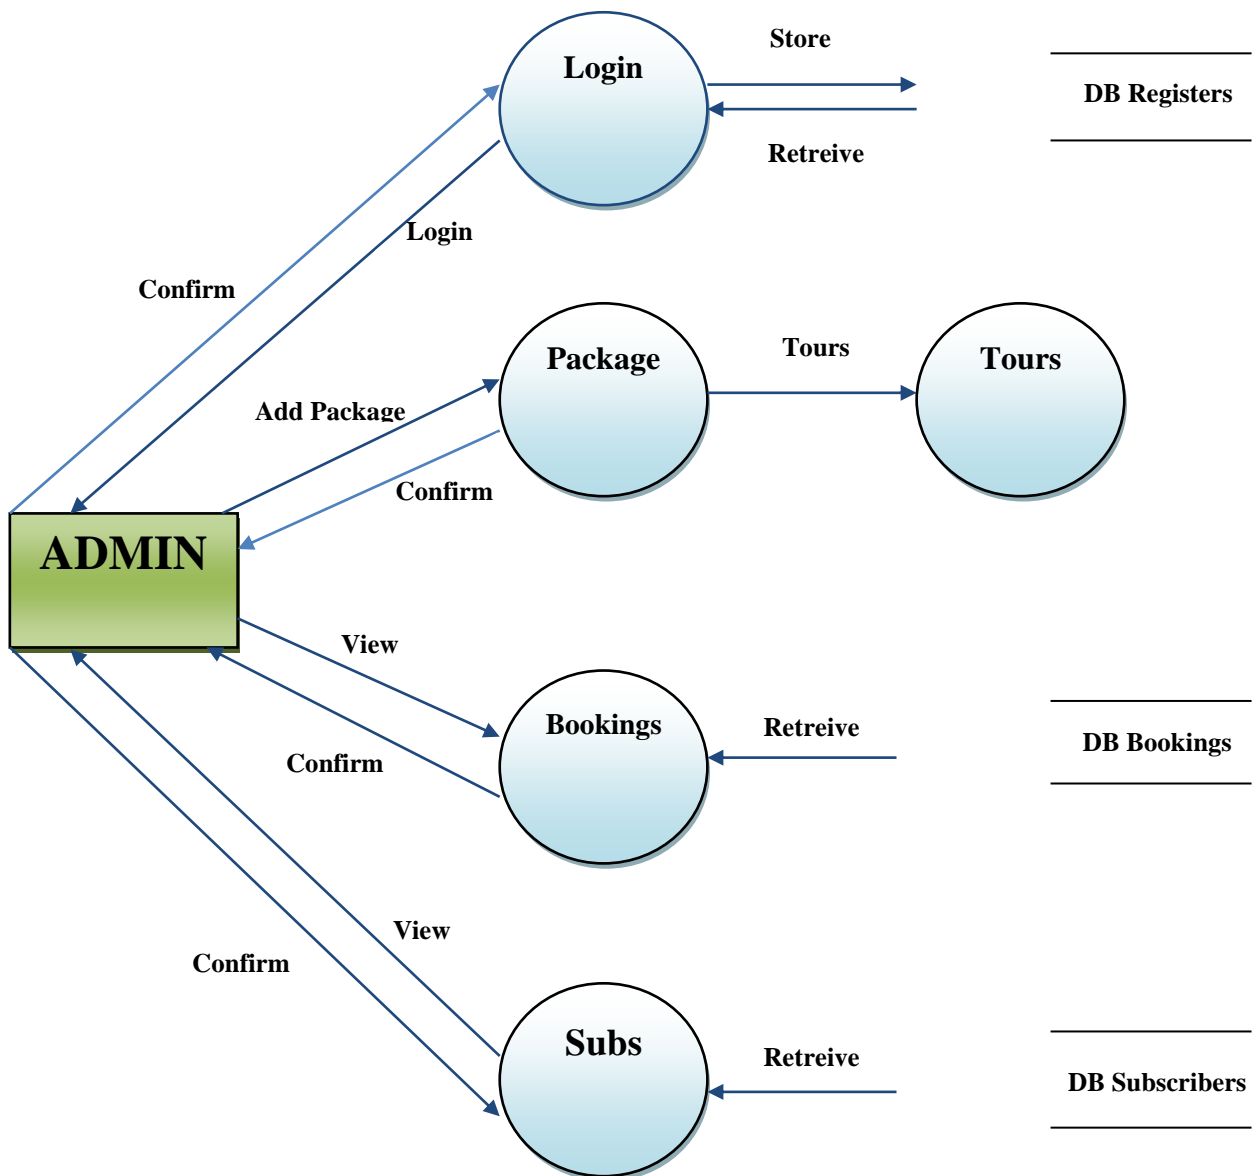 Store
Login
DB Registers
Retreive
Login
Confirm
Package
Tours
Tours
Add Package
Confirm
ADMIN
View
Bookings
Retreive
DB Bookings
Confirm
View
Confirm
Subs
Retreive
DB Subscribers